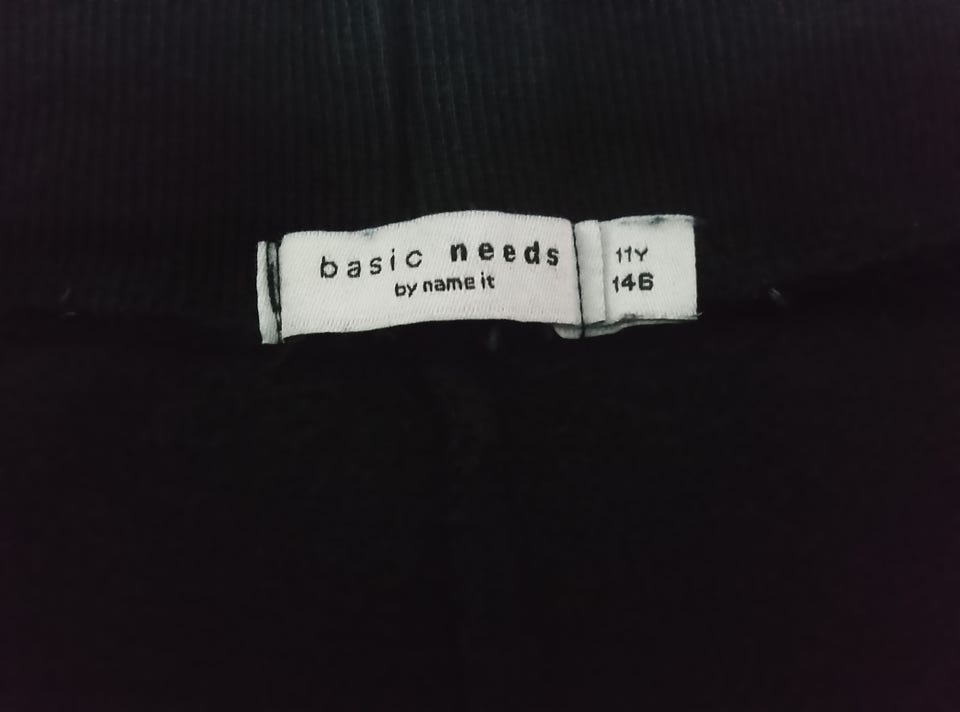 basic needs
by name it
11Y
146